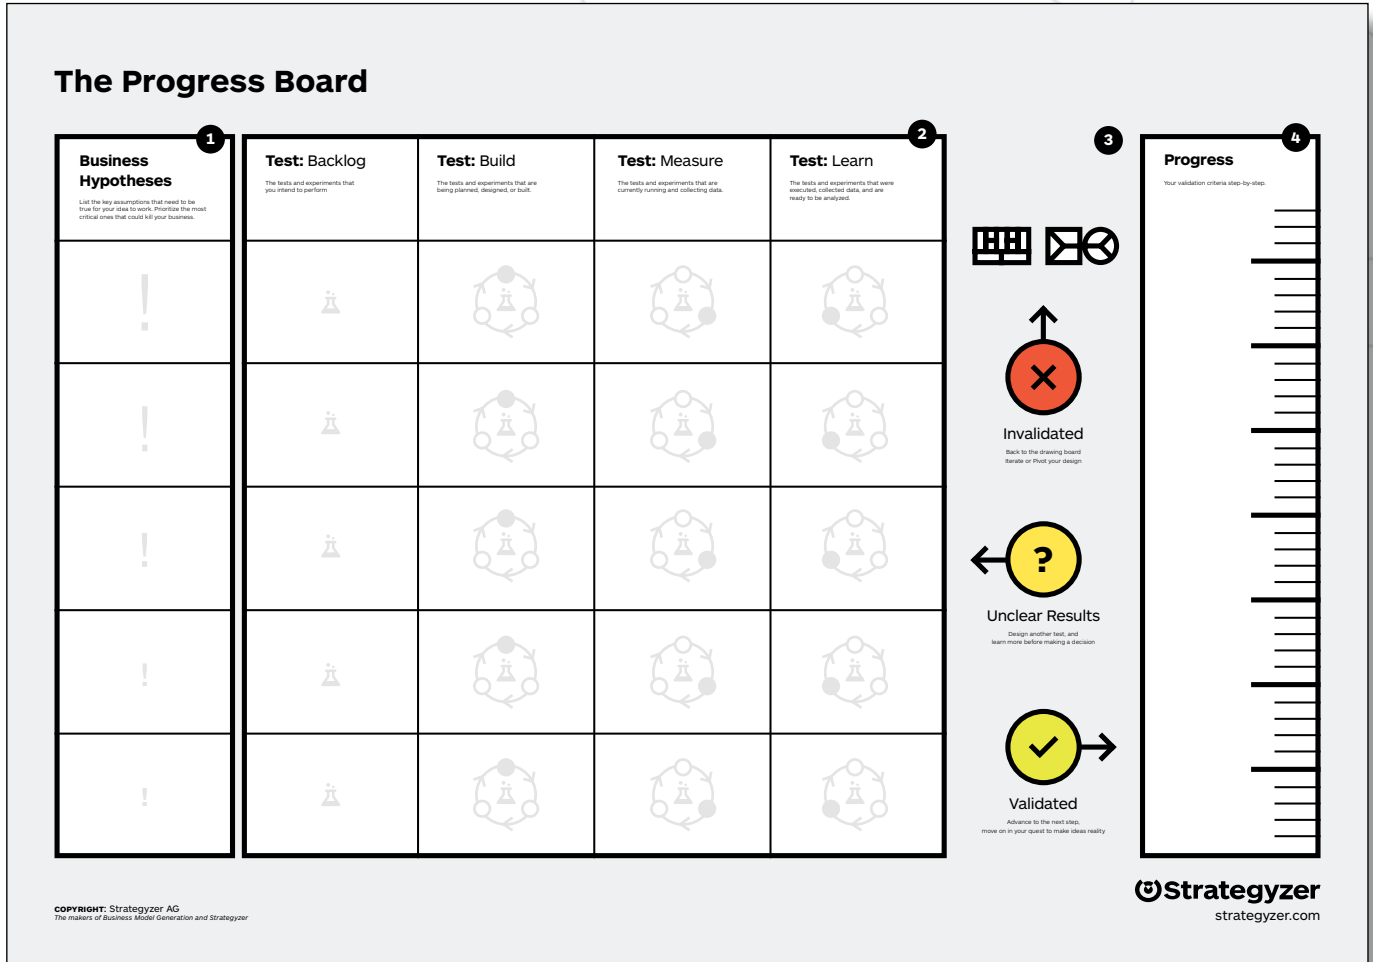 The Progress Board
1
Business
Hypotheses
List the key assumptions that need to be
true for your idea to work. Prioritize the most
critical ones that could kill your business.
2
Test: Backlog
The tests and experiments that
you intend to perform
Test: Build
The tests and experiments that are
being planned, designed, or built.
Test: Measure
The tests and experiments that are
currently running and collecting data.
Test: Learn
The tests and experiments that were
executed, collected data, and are
ready to be analyzed.
!
!
!
!
!
3
Invalidated
Back to the drawing board
Iterate or Pivot your design
?
Unclear Results
Design another test, and
learn more before making a decision
Validated
Advance to the next step,
move on in your quest to make ideas reality
4
Progress
Your validation criteria step-by-step.
COPYRIGHT: Strategyzer AG
The makers of Business Model Generation and Strategyzer
Strategyzer
strategyzer.com